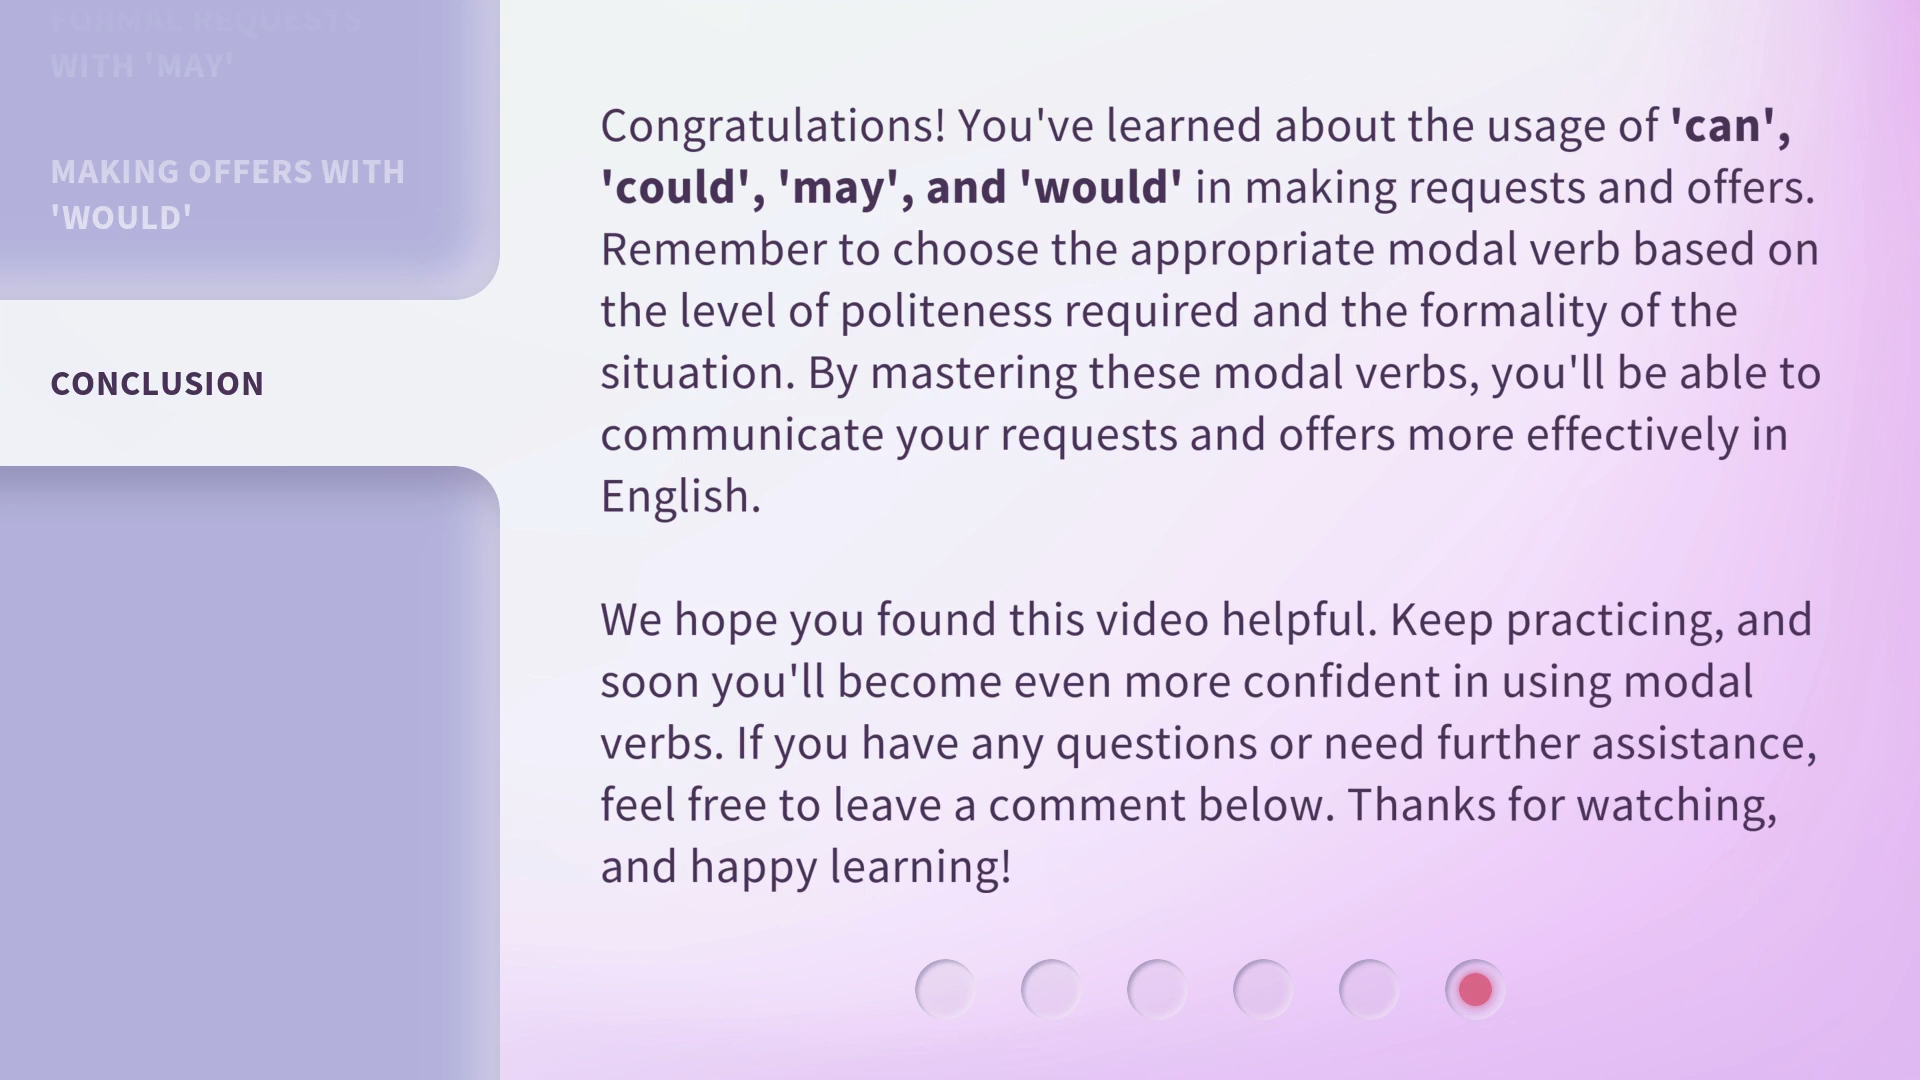 FORMAL REQUESTS
WITH 'MAY'
MAKING OFFERS WITH
'WOULD'
CONCLUSION
Congratulations! You've learned about the usage of 'can',
'could', 'may', and 'would' in making requests and offers.
Remember to choose the appropriate modal verb based on
the level of politeness required and the formality of the
situation. By mastering these modal verbs, you'll be able to
communicate your requests and offers more effectively in
English.
We hope you found this video helpful. Keep practicing, and
soon you'll become even more confident in using modal
verbs. If you have any questions or need further assistance,
feel free to leave a comment below. Thanks for watching,
and happy learning!